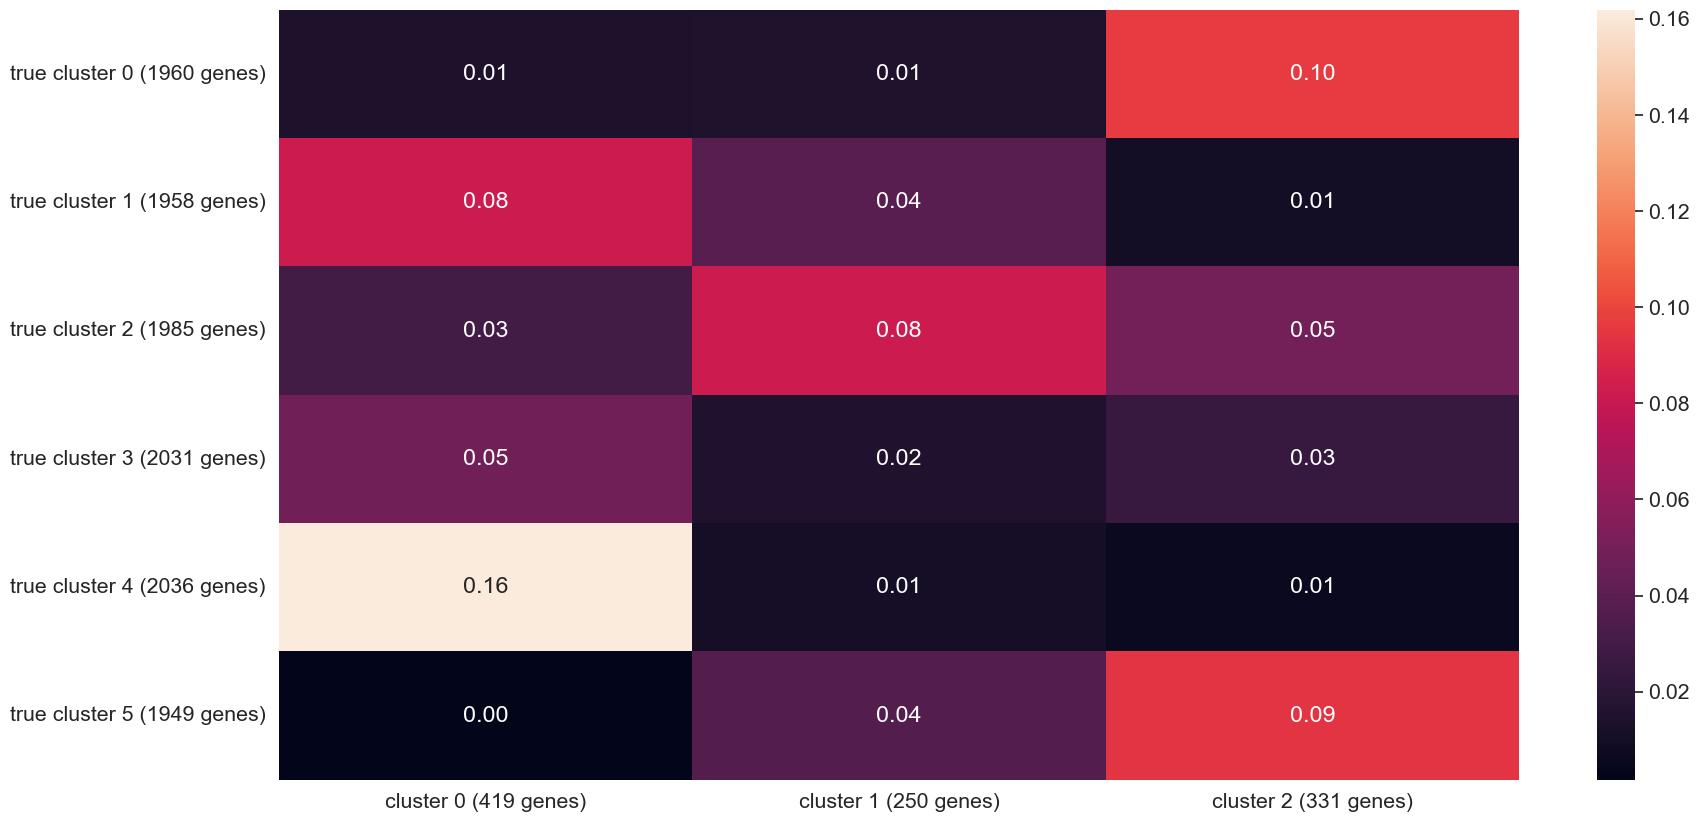 true cluster 0 (1960 genes) 0.01 0.01 0.10
true cluster 1 (1958 genes) 0.08 0.04 0.01
true cluster 2 (1985 genes) 0.03 0.08 0.05
true cluster 3 (2031 genes) 0.05 0.02 0.03
true cluster 4 (2036 genes) 0.16 0.01 0.01
true cluster 5 (1949 genes) 0.00 0.04 0.09
cluster 0 (419 genes) cluster 1 (250 genes) cluster 2 (331 genes)
0.16
0.14
0.12
0.10
0.08
0.06
0.04
0.02